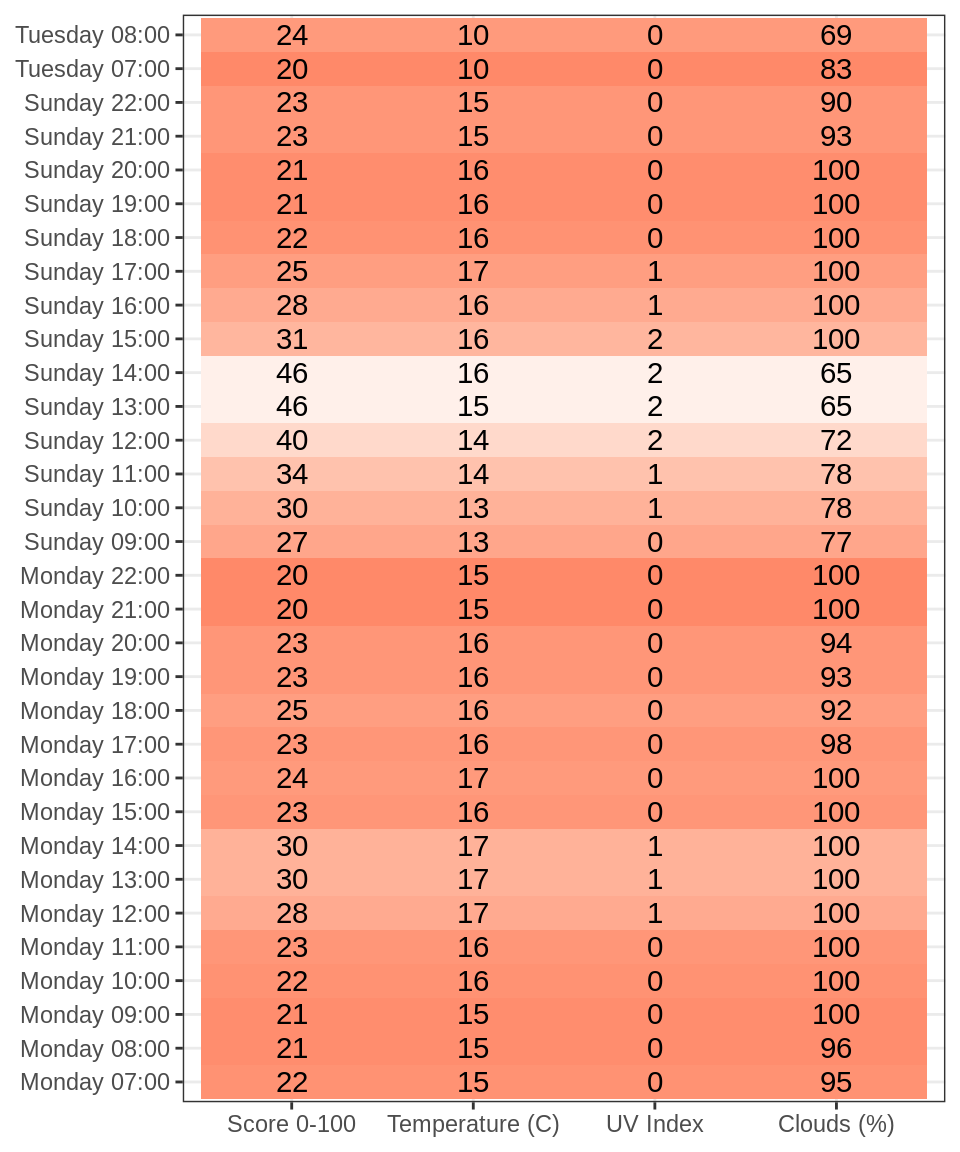 Tuesday 08:00 24 10 0 69
Tuesday 07:00 20 10 0 83
Sunday 22:00 23 15 0 90
Sunday 21:00 23 15 0 93
Sunday 20:00 21 16 0 100
Sunday 19:00 21 16 0 100
Sunday 18:00 22 16 0 100
Sunday 17:00 25 17 1 100
Sunday 16:00 28 16 1 100
Sunday 15:00 31 16 2 100
Sunday 14:00 46 16 2 65
Sunday 13:00 46 15 2 65
Sunday 12:00 40 14 2 72
Sunday 11:00 34 14 1 78
Sunday 10:00 30 13 1 78
Sunday 09:00 27 13 0 77
Monday 22:00 20 15 0 100
Monday 21:00 20 15 0 100
Monday 20:00 23 16 0 94
Monday 19:00 23 16 0 93
Monday 18:00 25 16 0 92
Monday 17:00 23 16 0 98
Monday 16:00 24 17 0 100
Monday 15:00 23 16 0 100
Monday 14:00 30 17 1 100
Monday 13:00 30 17 1 100
Monday 12:00 28 17 1 100
Monday 11:00 23 16 0 100
Monday 10:00 22 16 0 100
Monday 09:00 21 15 0 100
Monday 08:00 21 15 0 96
Monday 07:00 22 15 0 95
Score 0-100 Temperature (C) UV Index Clouds (%)